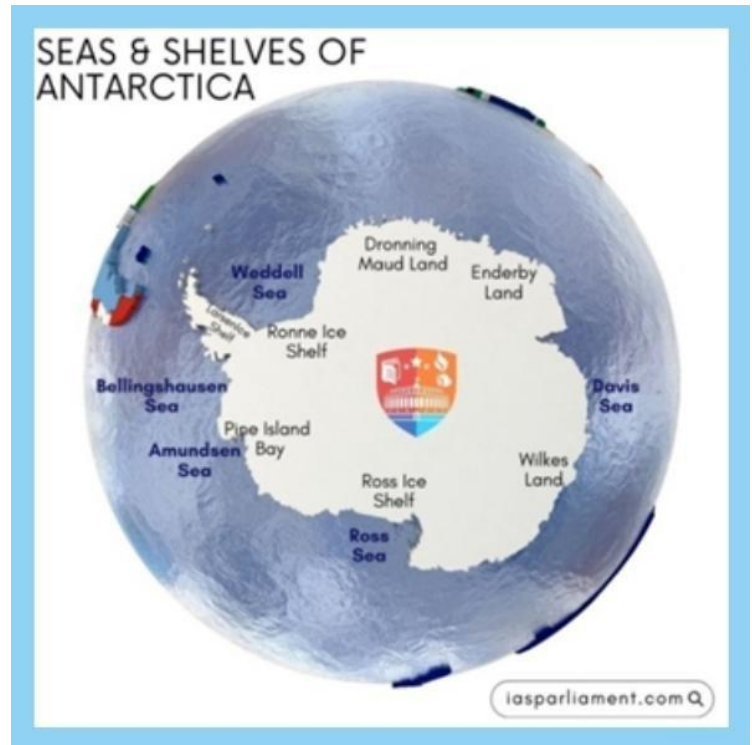 SEAS & SHELVES OF
ANTARCTICA
Dronning
Maud Land
Enderby
Land
Weddell
Sea
Larsen Ice
Shelf
Ronne Ice
Shelf
Bellingshausen
Sea
Davis
Sea
Pipe Island
Bay
Amundsen
Sea
Wilkes
Land
Ross Ice
Shelf
Ross
Sea
iasparliament.com